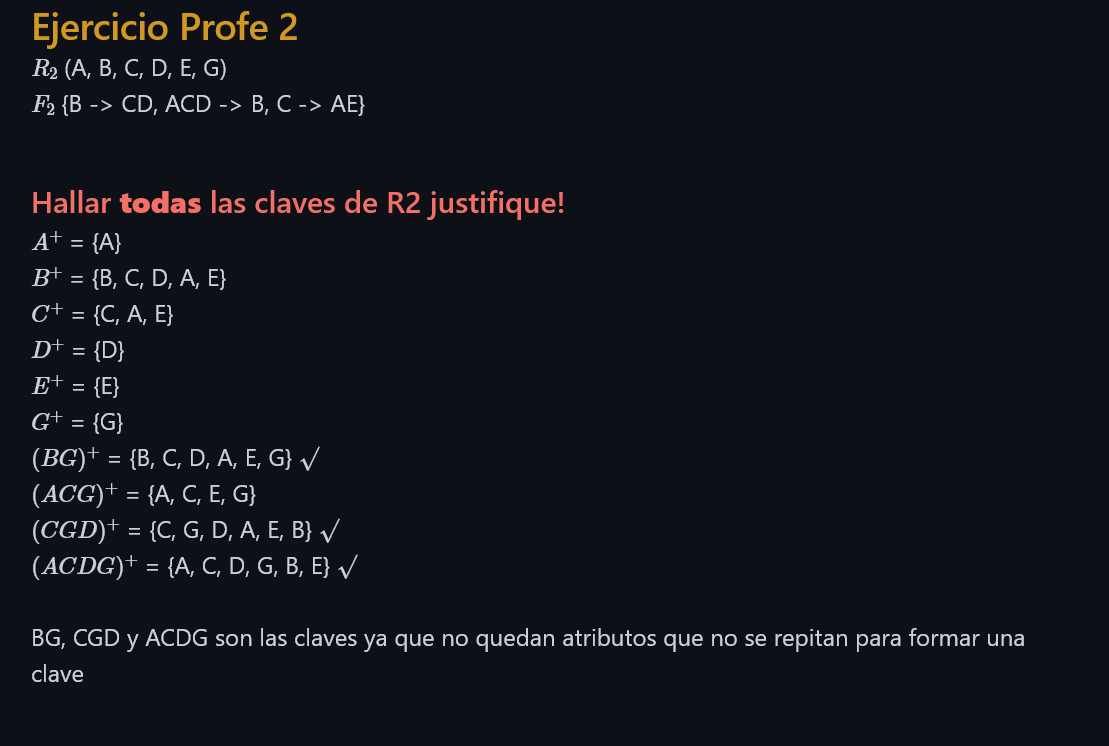 Ejercicio Profe 2
R₂ (A, B, C, D, E, G)
F₂ {B -> CD, ACD -> B, C -> AE}
Hallar todas las claves de R2 justifique!
A⁺ = {A}
B⁺ = {B, C, D, A, E}
C⁺ = {C, A, E}
D⁺ = {D}
E⁺ = {E}
G⁺ = {G}
(BG)⁺ = {B, C, D, A, E, G} √
(ACG)⁺ = {A, C, E, G}
(CGD)⁺ = {C, G, D, A, E, B} √
(ACDG)⁺ = {A, C, D, G, B, E} √
BG, CGD y ACDG son las claves ya que no quedan atributos que no se repitan para formar una
clave